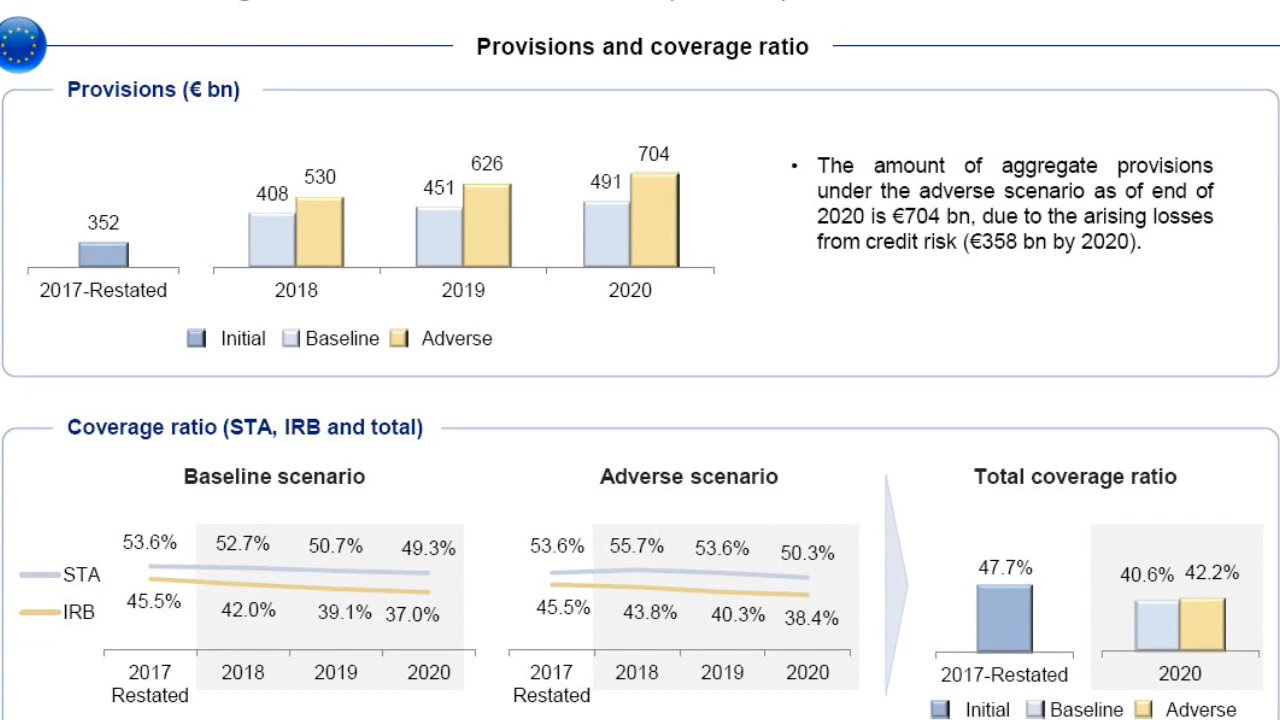 Provisions and coverage ratio
Provisions (€ bn)
352
408
530
451
626
491
704
2017-Restated
2018
2019
2020
Initial
Baseline
Adverse
• The amount of aggregate provisions
under the adverse scenario as of end of
2020 is €704 bn, due to the arising losses
from credit risk (€358 bn by 2020).
Coverage ratio (STA, IRB and total)
Baseline scenario
STA
IRB
53.6%
52.7%
50.7%
49.3%
45.5%
42.0%
39.1%
37.0%
2017
Restated
2018
2019
2020
Adverse scenario
53.6%
55.7%
53.6%
50.3%
45.5%
43.8%
40.3%
38.4%
2017
Restated
2018
2019
2020
Total coverage ratio
47.7%
40.6%
42.2%
2017-Restated
2020
Initial
Baseline
Adverse